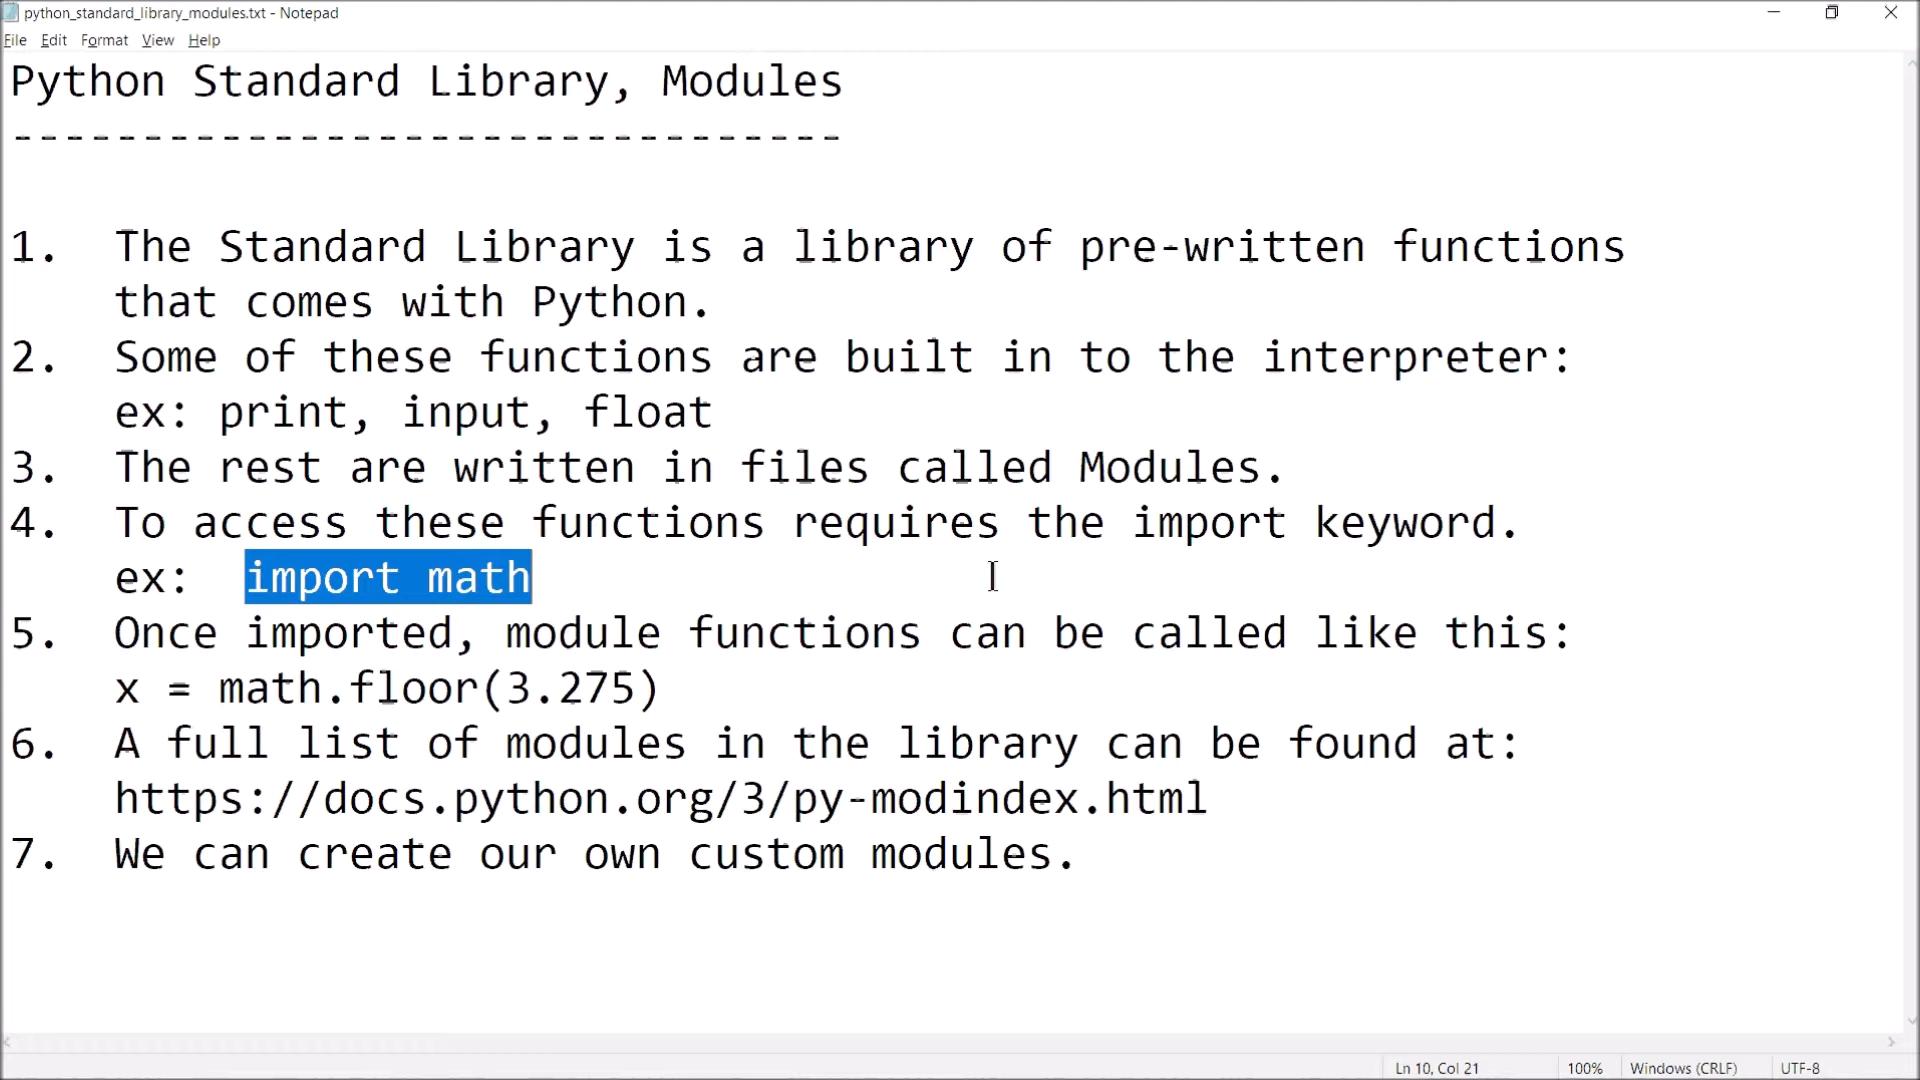 python_standard_library_modules.txt - Notepad
File Edit Format View Help
Python Standard Library, Modules
--------------------------------
1. The Standard Library is a library of pre-written functions
that comes with Python.
2. Some of these functions are built in to the interpreter:
ex: print, input, float
3. The rest are written in files called Modules.
4. To access these functions requires the import keyword.
ex: import math
5. Once imported, module functions can be called like this:
x = math.floor(3.275)
6. A full list of modules in the library can be found at:
https://docs.python.org/3/py-modindex.html
7. We can create our own custom modules.
Ln 10, Col 21 100% Windows (CRLF) UTF-8